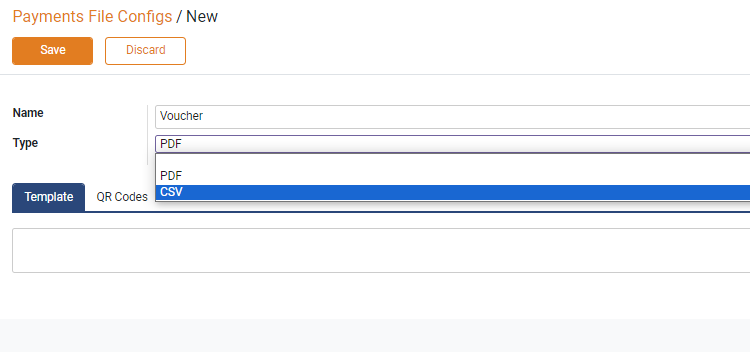 Payments File Configs / New
Save Discard
Name Voucher
Type PDF
PDF
CSV
Template QR Codes